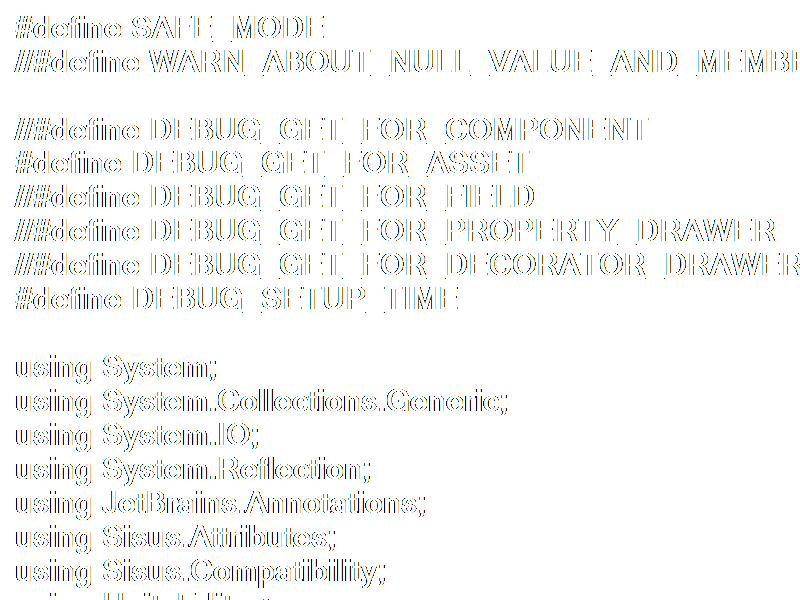 #define SAFE_MODE
//#define WARN_ABOUT_NULL_VALUE_AND_MEMBE
//#define DEBUG_GET_FOR_COMPONENT
#define DEBUG_GET_FOR_ASSET
//#define DEBUG_GET_FOR_FIELD
//#define DEBUG_GET_FOR_PROPERTY_DRAWER
//#define DEBUG_GET_FOR_DECORATOR_DRAWER
#define DEBUG_SETUP_TIME
using System;
using System.Collections.Generic;
using System.IO;
using System.Reflection;
using JetBrains.Annotations;
using Sisus.Attributes;
using Sisus.Compatibility;